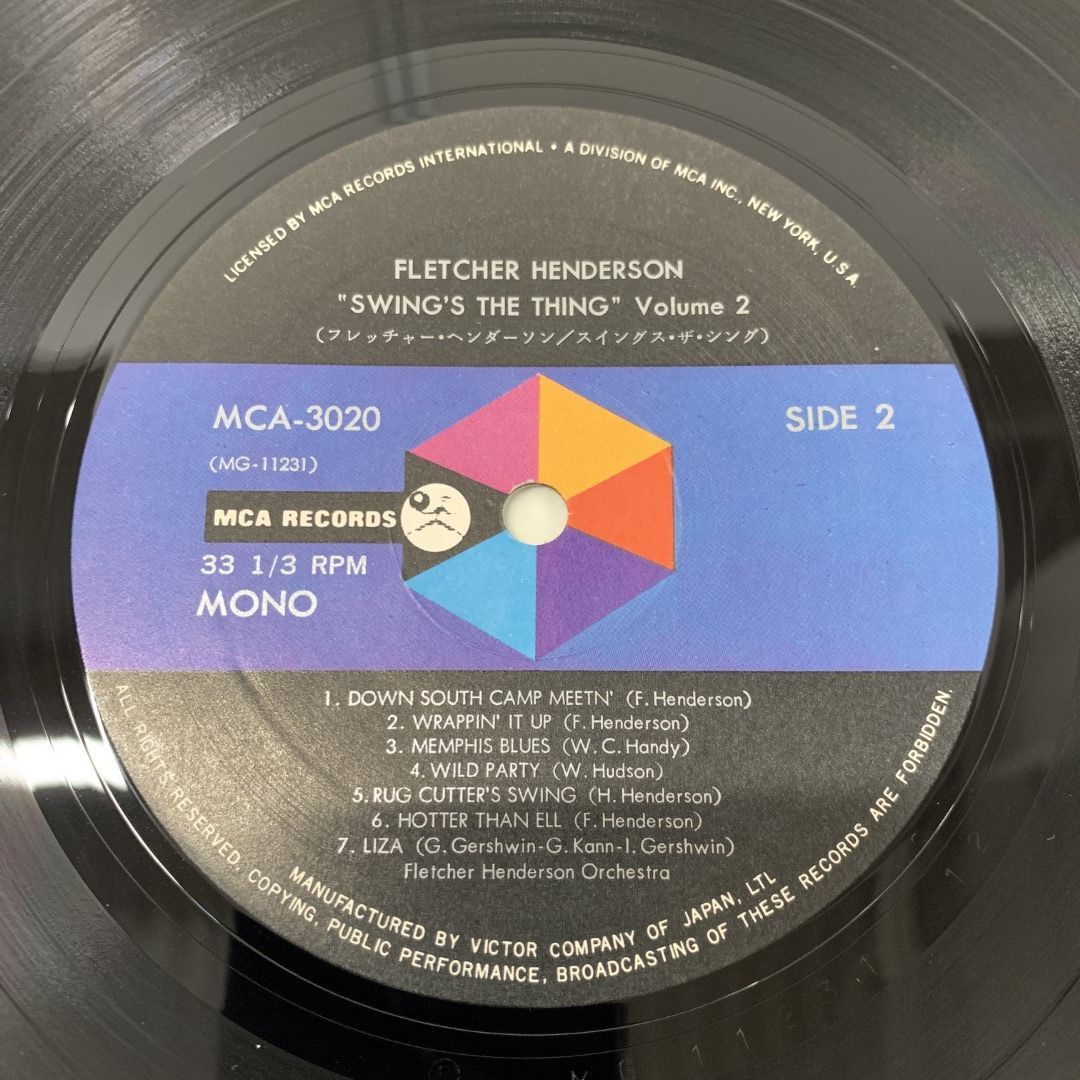 LICENSED BY MCA RECORDS INTERNATIONAL • A DIVISION OF MCA INC., NEW YORK, U.S.A.
FLETCHER HENDERSON
"SWING'S THE THING" Volume 2
(フレッチャー・ヘンダーソン/スイングス・ザ・シング)
MCA-3020
SIDE 2
(MG-11231)
MCA RECORDS
33 1/3 RPM
MONO
1. DOWN SOUTH CAMP MEETN' (F. Henderson)
2. WRAPPIN' IT UP (F. Henderson)
3. MEMPHIS BLUES (W. C. Handy)
4. WILD PARTY (W. Hudson)
5. RUG CUTTER'S SWING (H. Henderson)
6. HOTTER THAN ELL (F. Henderson)
7. LIZA (G. Gershwin-G. Kann-I. Gershwin)
Fletcher Henderson Orchestra
MANUFACTURED BY VICTOR COMPANY OF JAPAN, LTL
ALL RIGHTS RESERVED. COPYING, PUBLIC PERFORMANCE, BROADCASTING OF THESE RECORDS ARE FORBIDDEN.